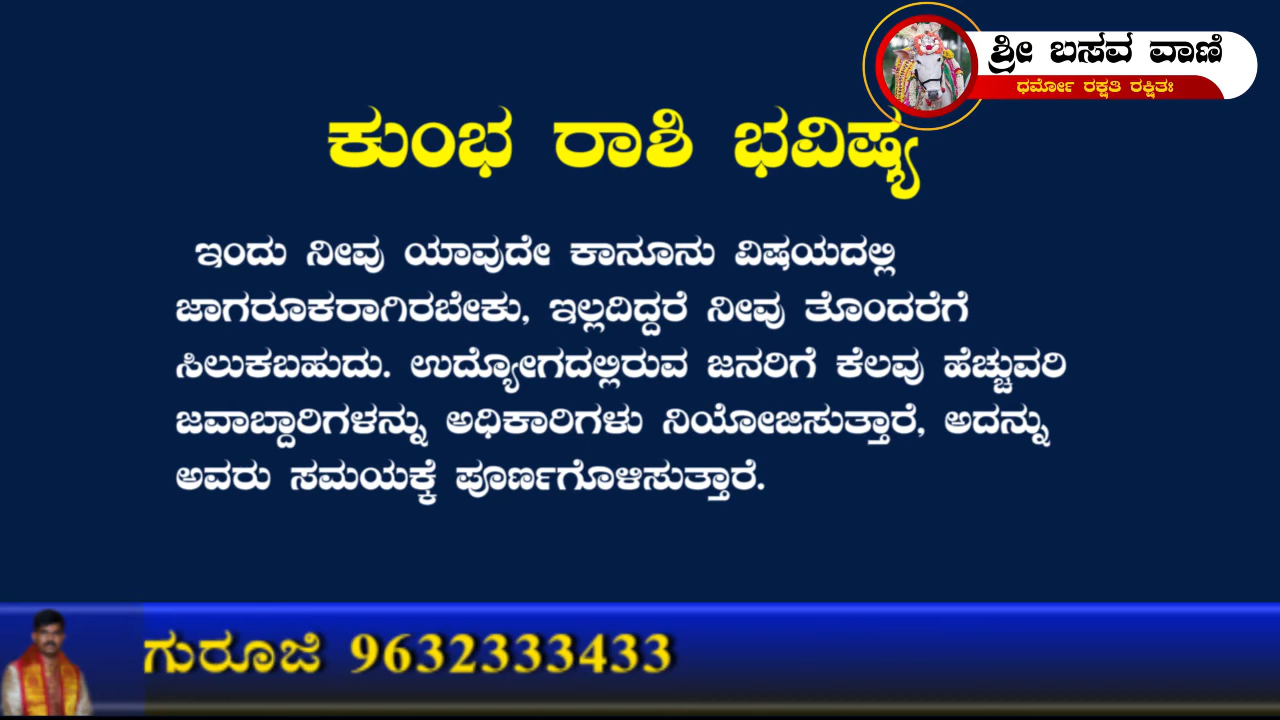 ಶ್ರೀ ಬಸವ ವಾಣಿ
ಧರ್ಮೋ ರಕ್ಷತಿ ರಕ್ಷಿತಃ
ಕುಂಭ ರಾಶಿ ಭವಿಷ್ಯ
ಇಂದು ನೀವು ಯಾವುದೇ ಕಾನೂನು ವಿಷಯದಲ್ಲಿ
ಜಾಗರೂಕರಾಗಿರಬೇಕು, ಇಲ್ಲದಿದ್ದರೆ ನೀವು ತೊಂದರೆಗೆ
ಸಿಲುಕಬಹುದು. ಉದ್ಯೋಗದಲ್ಲಿರುವ ಜನರಿಗೆ ಕೆಲವು ಹೆಚ್ಚುವರಿ
ಜವಾಬ್ದಾರಿಗಳನ್ನು ಅಧಿಕಾರಿಗಳು ನಿಯೋಜಿಸುತ್ತಾರೆ, ಅದನ್ನು
ಅವರು ಸಮಯಕ್ಕೆ ಪೂರ್ಣಗೊಳಿಸುತ್ತಾರೆ.
ಗುರೂಜಿ 9632333433